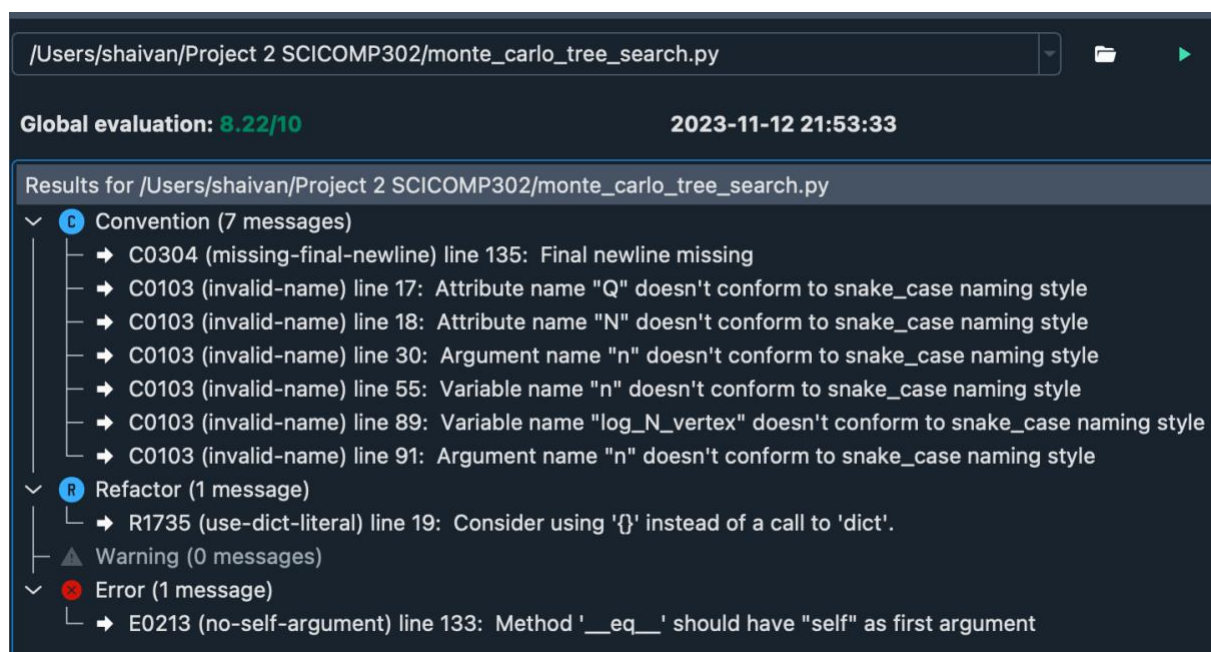 /Users/shaivan/Project 2 SCICOMP302/monte_carlo_tree_search.py
Global evaluation: 8.22/10 2023-11-12 21:53:33
Results for /Users/shaivan/Project 2 SCICOMP302/monte_carlo_tree_search.py
C Convention (7 messages)
C0304 (missing-final-newline) line 135: Final newline missing
C0103 (invalid-name) line 17: Attribute name "Q" doesn't conform to snake_case naming style
C0103 (invalid-name) line 18: Attribute name "N" doesn't conform to snake_case naming style
C0103 (invalid-name) line 30: Argument name "n" doesn't conform to snake_case naming style
C0103 (invalid-name) line 55: Variable name "n" doesn't conform to snake_case naming style
C0103 (invalid-name) line 89: Variable name "log_N_vertex" doesn't conform to snake_case naming style
C0103 (invalid-name) line 91: Argument name "n" doesn't conform to snake_case naming style
R Refactor (1 message)
R1735 (use-dict-literal) line 19: Consider using '{}' instead of a call to 'dict'.
Warning (0 messages)
Error (1 message)
E0213 (no-self-argument) line 133: Method '__eq__' should have "self" as first argument